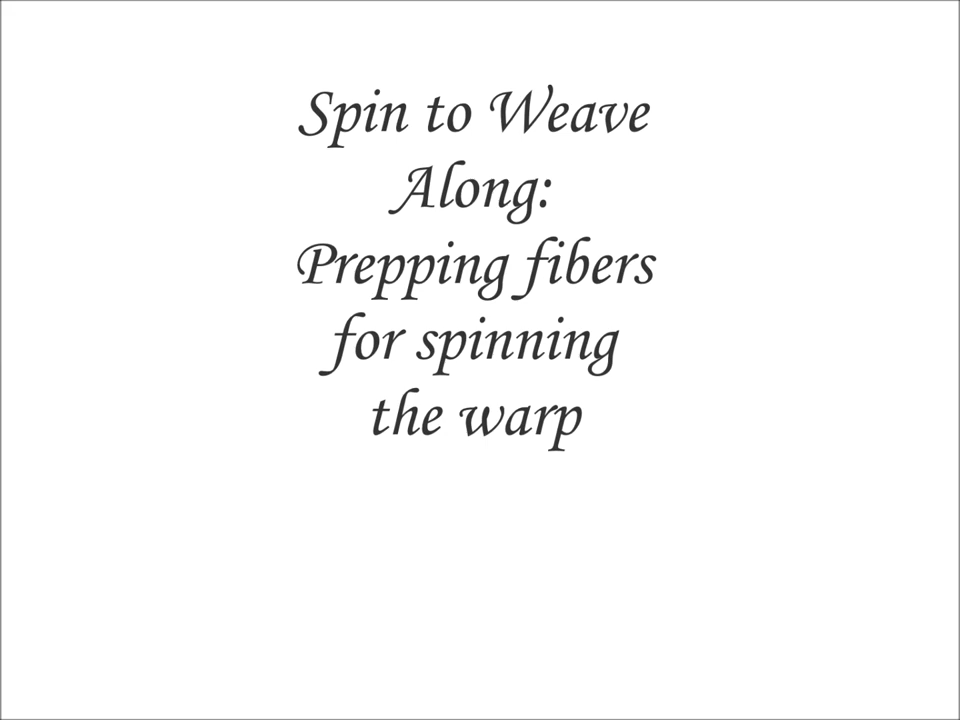 Spin to Weave
Along:
Prepping fibers
for spinning
the warp